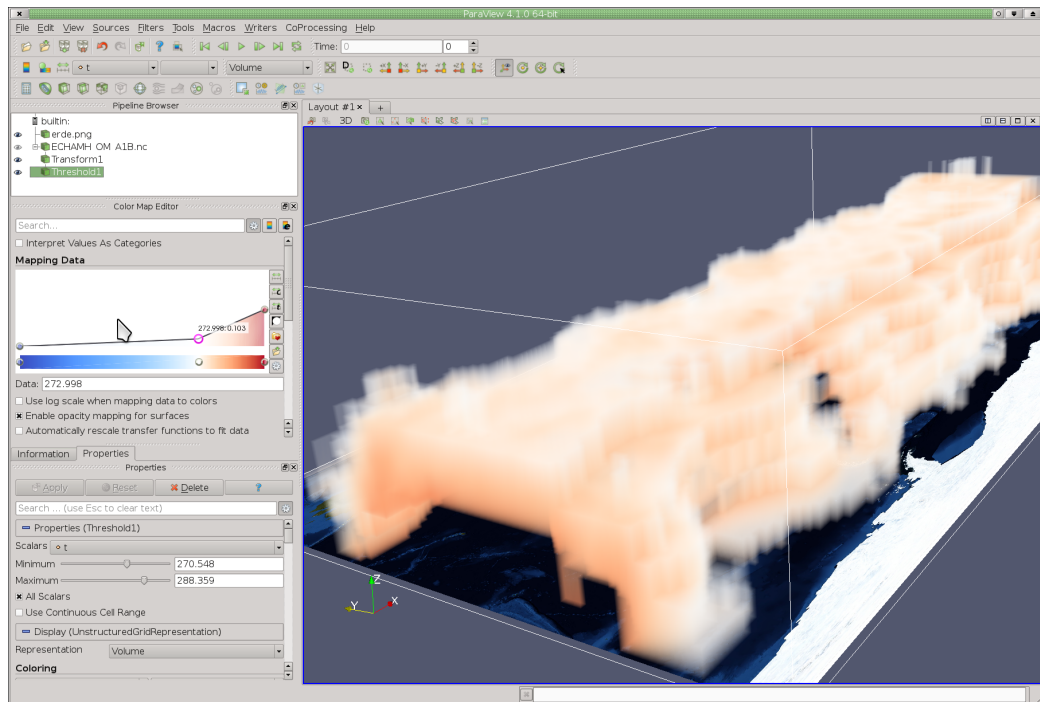 ParaView 4.1.0 64-bit
File Edit View Sources Filters Tools Macros Writers CoProcessing Help
Time: 0 0
t Volume
Pipeline Browser
Layout #1 × +
3D
builtin:
erde.png
ECHAMH OM A1B.nc
Transform1
Threshold1
Color Map Editor
Search...
Interpret Values As Categories
Mapping Data
272.998; 0.103
Data: 272.998
Use log scale when mapping data to colors
Enable opacity mapping for surfaces
Automatically rescale transfer functions to fit data
Information Properties
Properties
Apply Reset Delete ?
Search ... (use Esc to clear text)
Properties (Threshold1)
Scalars t
Minimum 270.548
Maximum 288.359
All Scalars
Use Continuous Cell Range
Display (UnstructuredGridRepresentation)
Representation Volume
Coloring
Z
Y
X